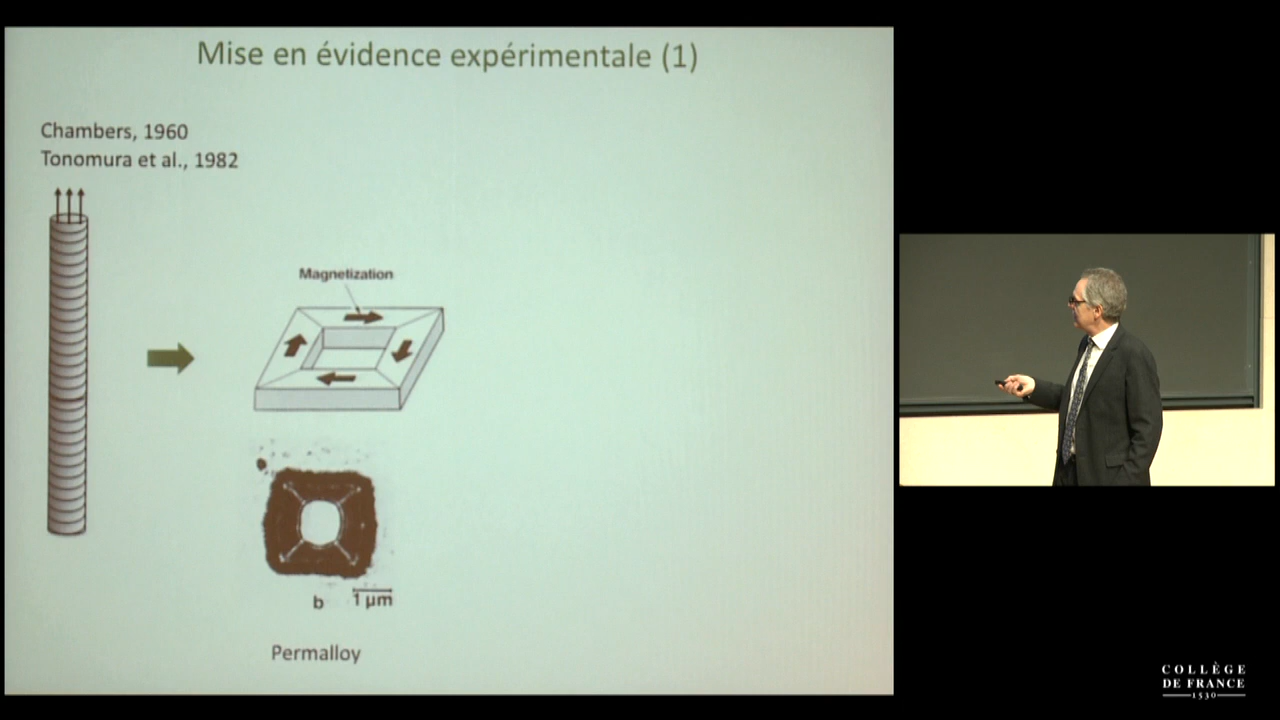 Mise en évidence expérimentale (1)
Chambers, 1960
Tonomura et al., 1982
Magnetization
b
1 µm
Permalloy
COLLÈGE
DE FRANCE
1530